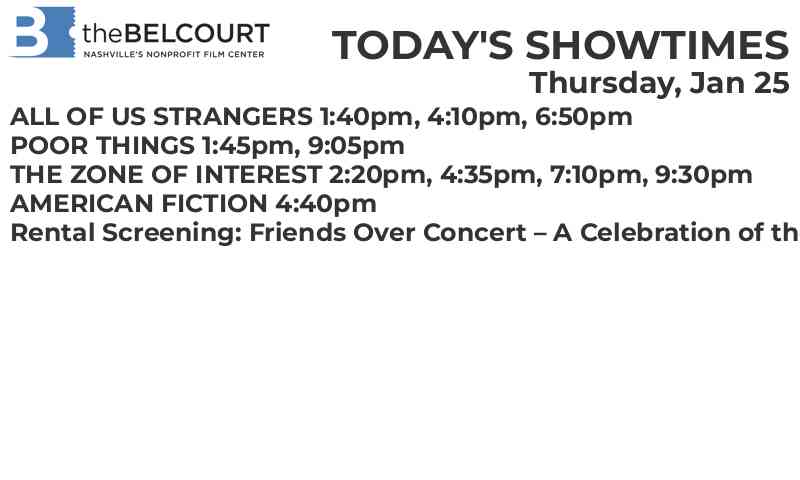 B theBELCOURT
NASHVILLE'S NONPROFIT FILM CENTER
TODAY'S SHOWTIMES
Thursday, Jan 25
ALL OF US STRANGERS 1:40pm, 4:10pm, 6:50pm
POOR THINGS 1:45pm, 9:05pm
THE ZONE OF INTEREST 2:20pm, 4:35pm, 7:10pm, 9:30pm
AMERICAN FICTION 4:40pm
Rental Screening: Friends Over Concert – A Celebration of th